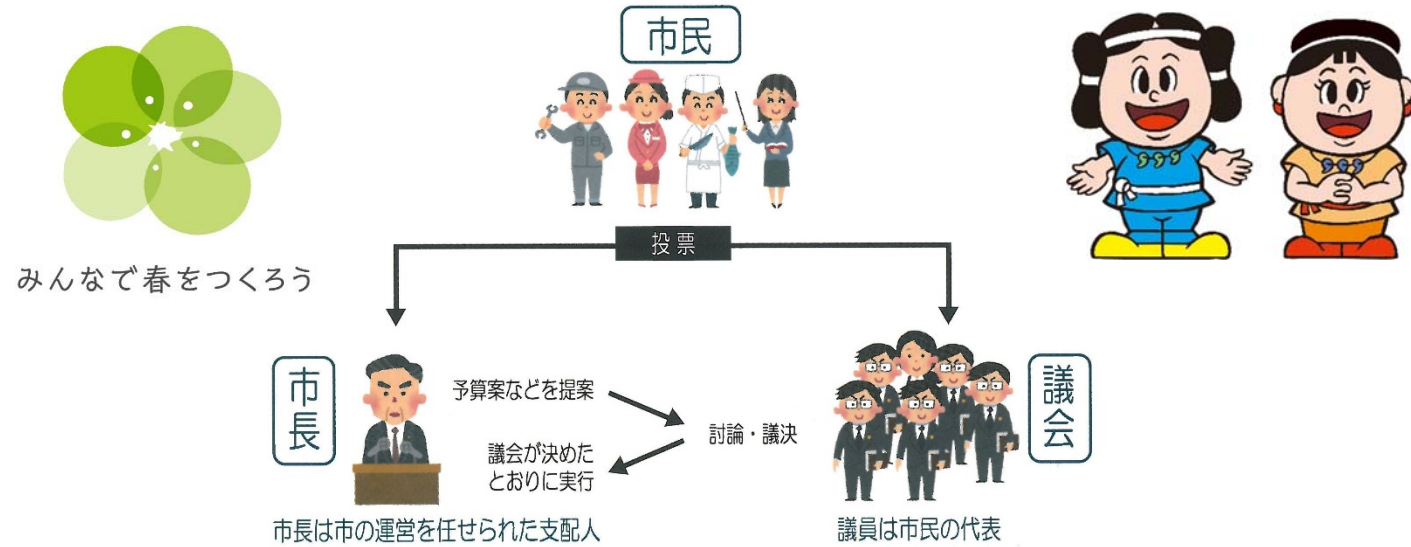 市民
投票
みんなで春をつくろう
市長
予算案などを提案
議会が決めた
とおりに実行
討論・議決
議会
市長は市の運営を任せられた支配人
議員は市民の代表